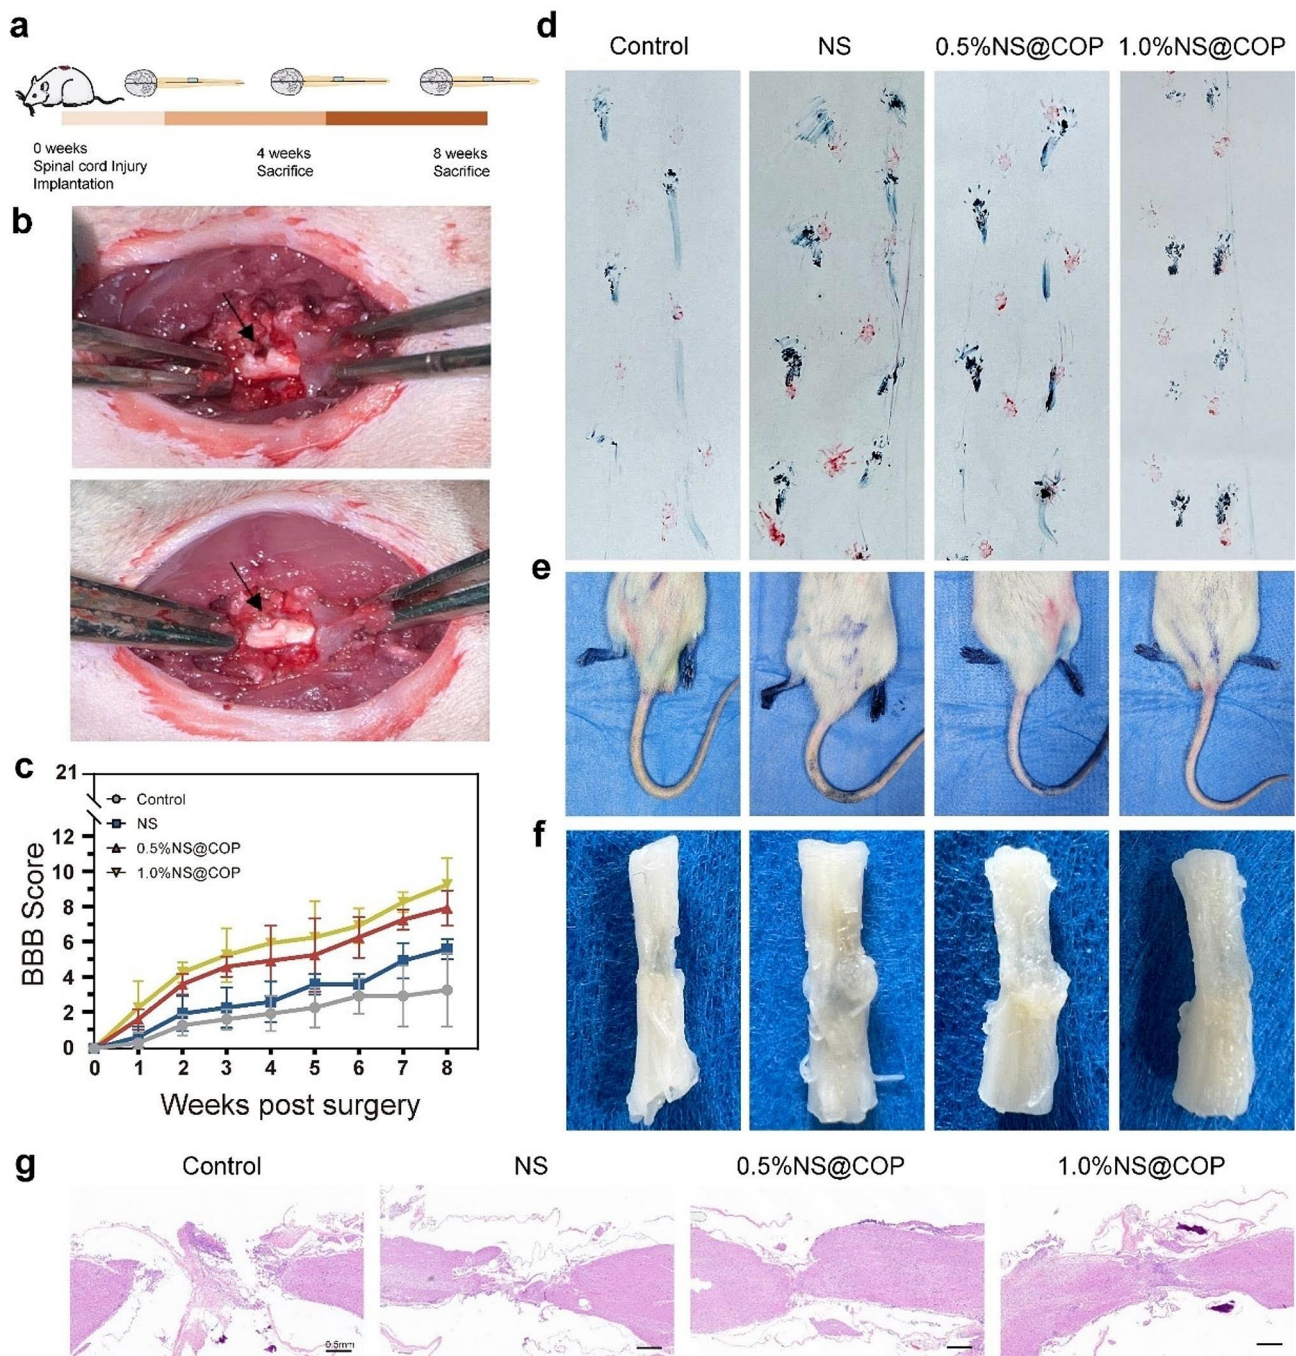 a
0 weeks
Spinal cord Injury
Implantation
4 weeks
Sacrifice
8 weeks
Sacrifice
b
c
21
12
10
8
6
4
2
0
BBB Score
Control
NS
0.5%NS@COP
1.0%NS@COP
0 1 2 3 4 5 6 7 8
Weeks post surgery
d
Control NS 0.5%NS@COP 1.0%NS@COP
e
f
g
Control NS 0.5%NS@COP 1.0%NS@COP
0.5mm